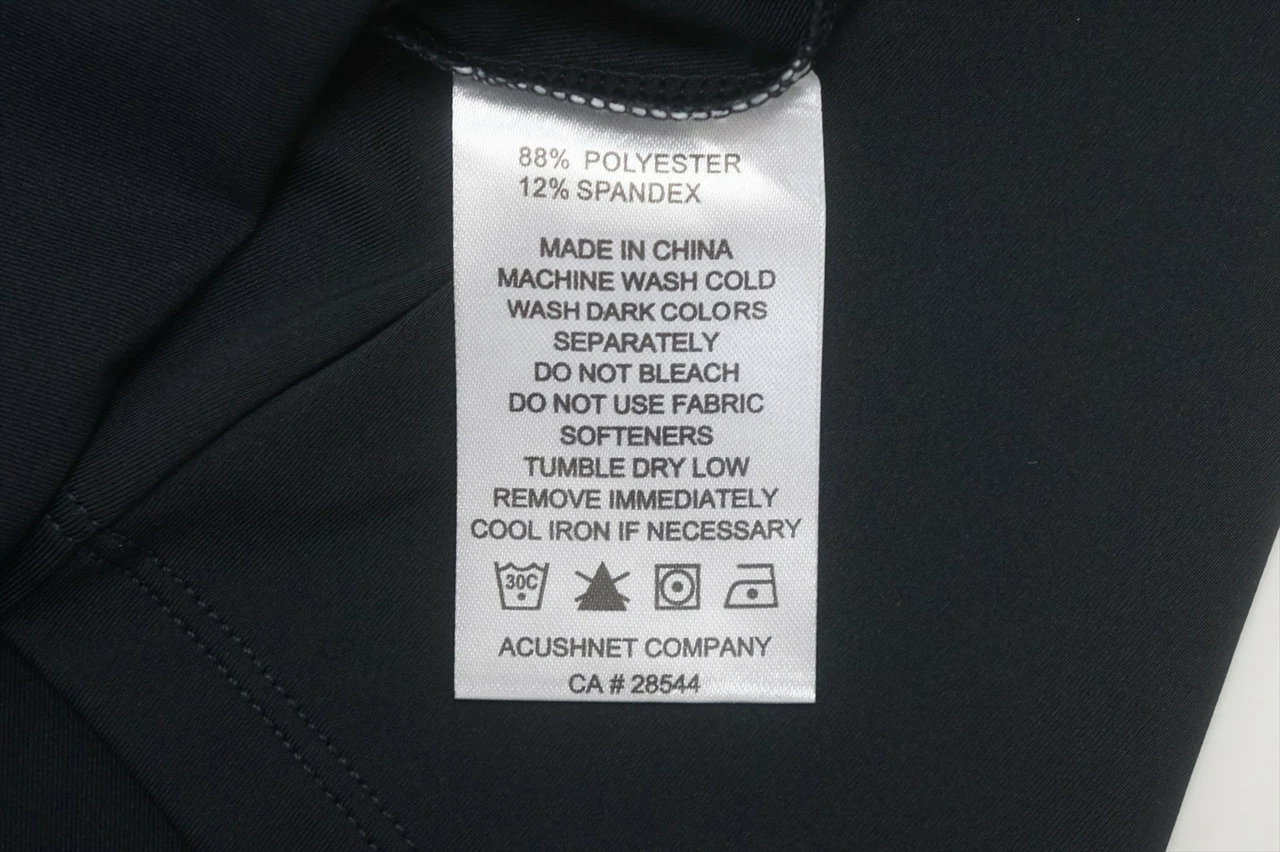 88% POLYESTER
12% SPANDEX
MADE IN CHINA
MACHINE WASH COLD
WASH DARK COLORS
SEPARATELY
DO NOT BLEACH
DO NOT USE FABRIC
SOFTENERS
TUMBLE DRY LOW
REMOVE IMMEDIATELY
COOL IRON IF NECESSARY
30C
ACUSHNET COMPANY
CA # 28544